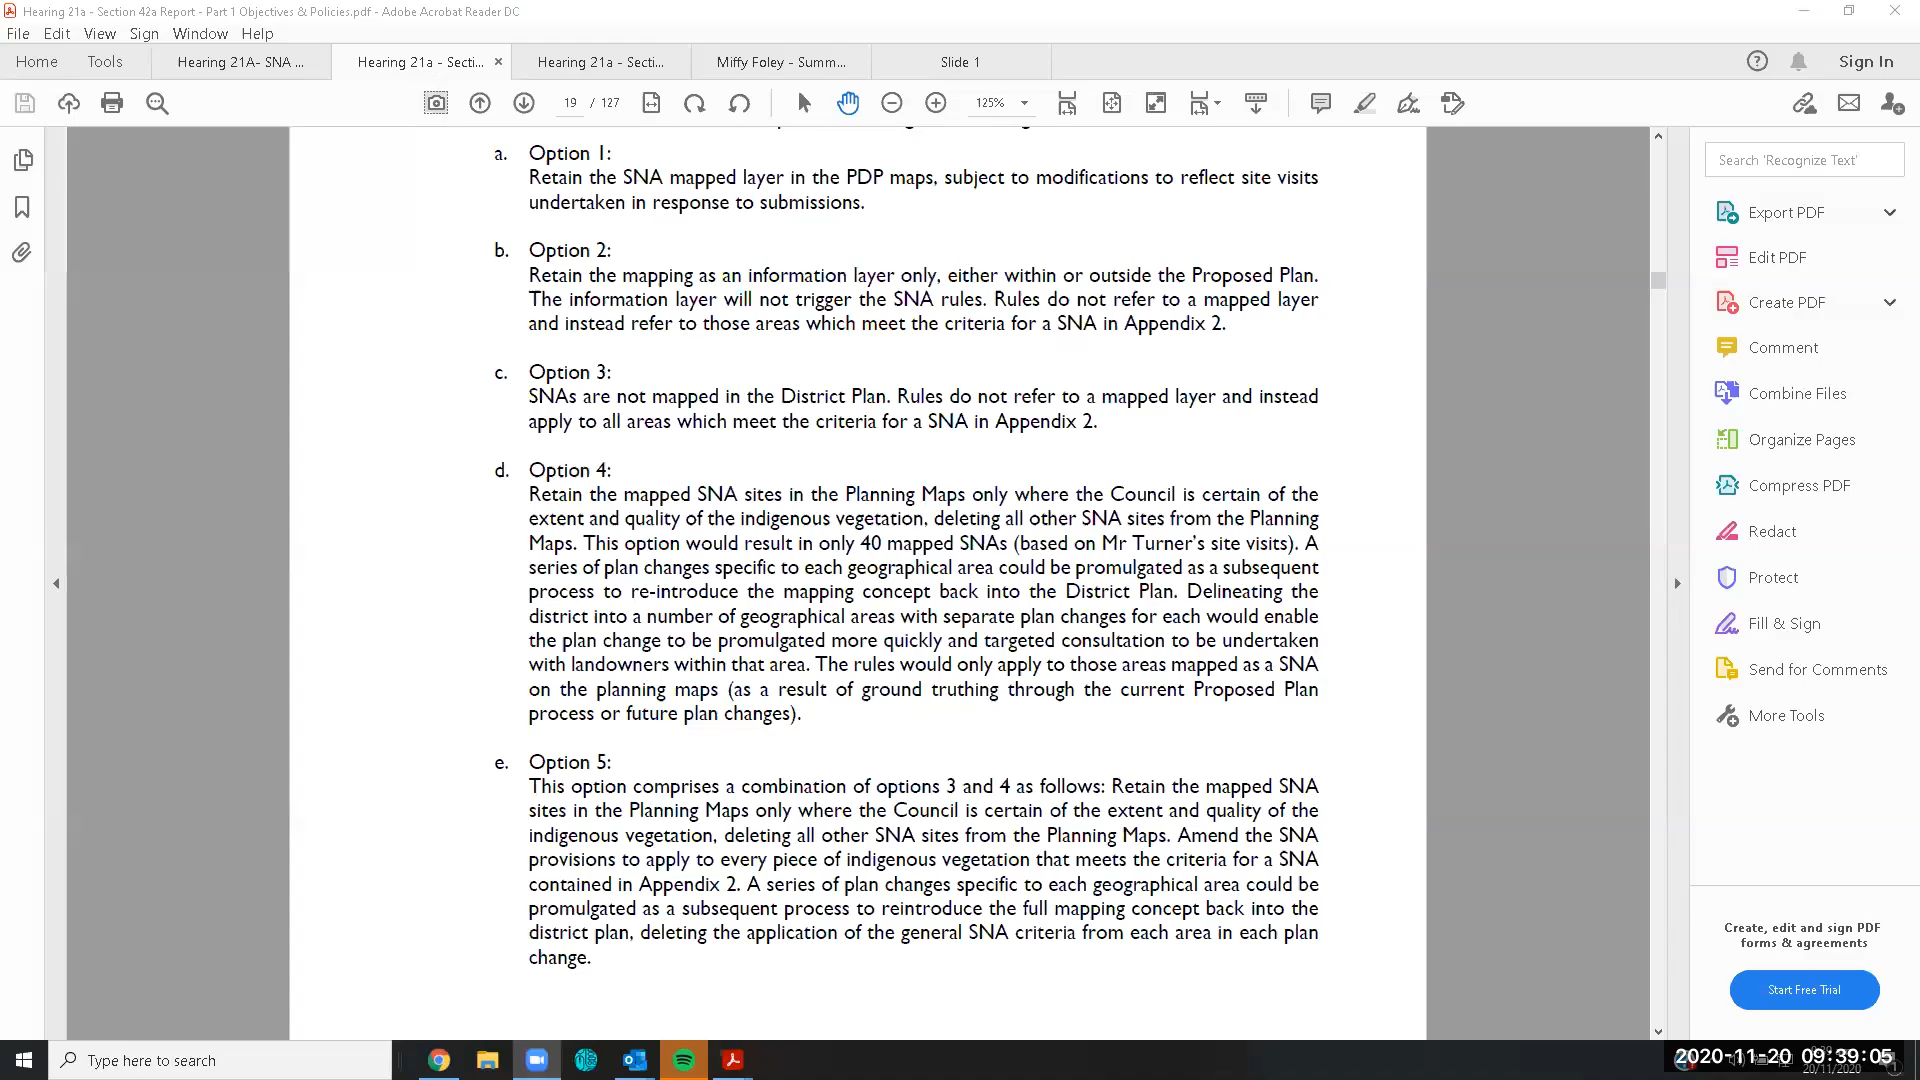 Hearing 21a - Section 42a Report - Part 1 Objectives & Policies.pdf - Adobe Acrobat Reader DC
File Edit View Sign Window Help
Home Tools Hearing 21A- SNA ... Hearing 21a - Secti... × Hearing 21a - Secti... Miffy Foley - Summ... Slide 1 Sign In
19 / 127 125%
a. Option 1:
Retain the SNA mapped layer in the PDP maps, subject to modifications to reflect site visits
undertaken in response to submissions.
b. Option 2:
Retain the mapping as an information layer only, either within or outside the Proposed Plan.
The information layer will not trigger the SNA rules. Rules do not refer to a mapped layer
and instead refer to those areas which meet the criteria for a SNA in Appendix 2.
c. Option 3:
SNAs are not mapped in the District Plan. Rules do not refer to a mapped layer and instead
apply to all areas which meet the criteria for a SNA in Appendix 2.
d. Option 4:
Retain the mapped SNA sites in the Planning Maps only where the Council is certain of the
extent and quality of the indigenous vegetation, deleting all other SNA sites from the Planning
Maps. This option would result in only 40 mapped SNAs (based on Mr Turner's site visits). A
series of plan changes specific to each geographical area could be promulgated as a subsequent
process to re-introduce the mapping concept back into the District Plan. Delineating the
district into a number of geographical areas with separate plan changes for each would enable
the plan change to be promulgated more quickly and targeted consultation to be undertaken
with landowners within that area. The rules would only apply to those areas mapped as a SNA
on the planning maps (as a result of ground truthing through the current Proposed Plan
process or future plan changes).
e. Option 5:
This option comprises a combination of options 3 and 4 as follows: Retain the mapped SNA
sites in the Planning Maps only where the Council is certain of the extent and quality of the
indigenous vegetation, deleting all other SNA sites from the Planning Maps. Amend the SNA
provisions to apply to every piece of indigenous vegetation that meets the criteria for a SNA
contained in Appendix 2. A series of plan changes specific to each geographical area could be
promulgated as a subsequent process to reintroduce the full mapping concept back into the
district plan, deleting the application of the general SNA criteria from each area in each plan
change.
Search 'Recognize Text'
Export PDF
Edit PDF
Create PDF
Comment
Combine Files
Organize Pages
Compress PDF
Redact
Protect
Fill & Sign
Send for Comments
More Tools
Create, edit and sign PDF
forms & agreements
Start Free Trial
Type here to search
2020-11-20 09:39:05
20/11/2020